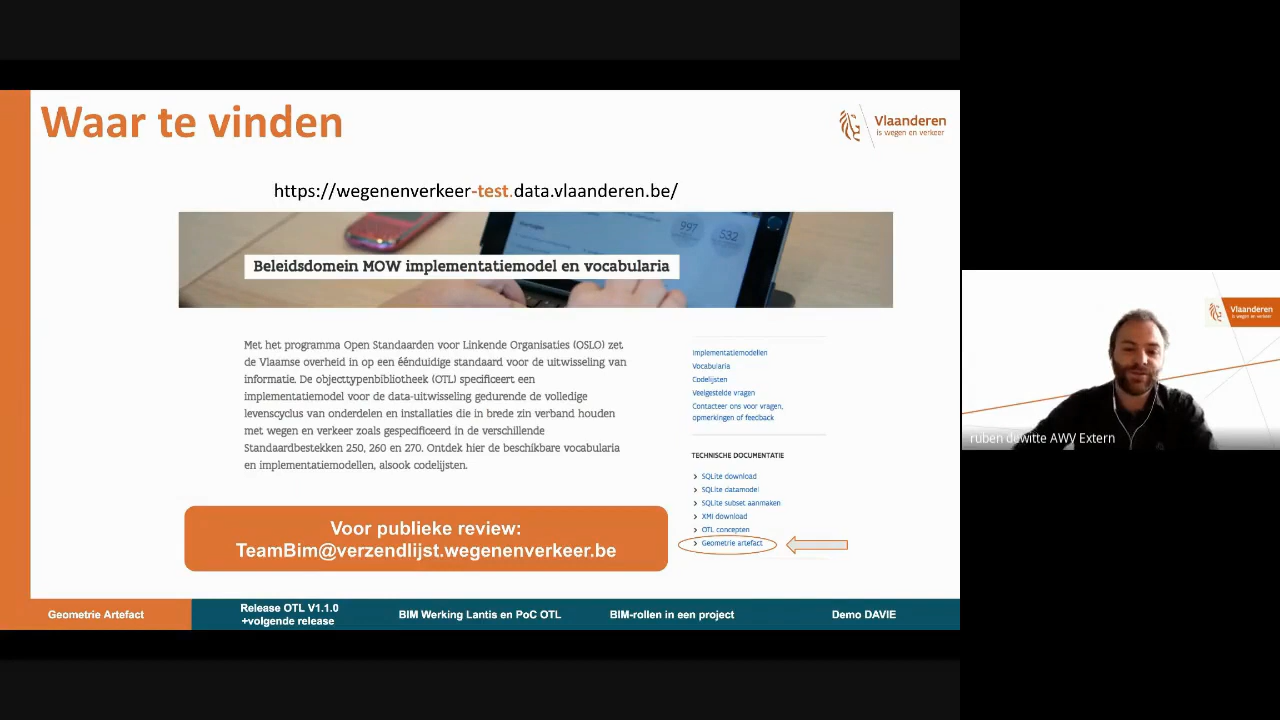 Waar te vinden
Vlaanderen
is wegen en verkeer
https://wegenenverkeer-test.data.vlaanderen.be/
997
532
Beleidsdomein MOW implementatiemodel en vocabularia
Met het programma Open Standaarden voor Linkende Organisaties (OSLO) zet
de Vlaamse overheid in op een éénduidige standaard voor de uitwisseling van
informatie. De objecttypenbibliotheek (OTL) specificeert een
implementatiemodel voor de data-uitwisseling gedurende de volledige
levenscyclus van onderdelen en installaties die in brede zin verband houden
met wegen en verkeer zoals gespecificeerd in de verschillende
Standaardbestekken 250, 260 en 270. Ontdek hier de beschikbare vocabularia
en implementatiemodellen, alsook codelijsten.
Implementatiemodellen
Vocabularia
Codelijsten
Veelgestelde vragen
Contacteer ons voor vragen,
opmerkingen of feedback
TECHNISCHE DOCUMENTATIE
> SQLite download
> SQLite datamodel
> SQLite subset aanmaken
> XMI download
> OTL concepten
> Geometrie artefact
Voor publieke review:
TeamBim@verzendlijst.wegenenverkeer.be
Geometrie Artefact
Release OTL V1.1.0
+volgende release
BIM Werking Lantis en PoC OTL
BIM-rollen in een project
Demo DAVIE
Vlaanderen
is wegen en verkeer
ruben dewitte AWV Extern